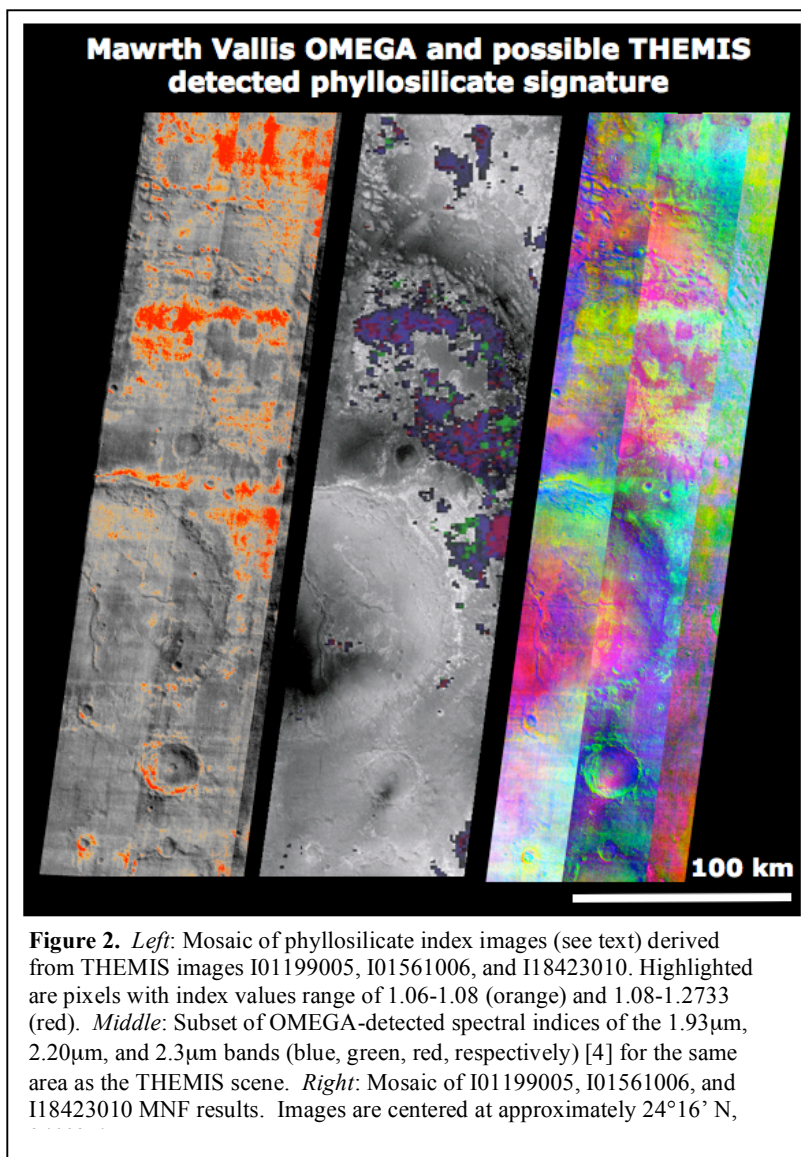 Mawrth Vallis OMEGA and possible THEMIS
detected phyllosilicate signature
100 km
Figure 2. Left: Mosaic of phyllosilicate index images (see text) derived
from THEMIS images I01199005, I01561006, and I18423010. Highlighted
are pixels with index values range of 1.06-1.08 (orange) and 1.08-1.2733
(red). Middle: Subset of OMEGA-detected spectral indices of the 1.93μm,
2.20μm, and 2.3μm bands (blue, green, red, respectively) [4] for the same
area as the THEMIS scene. Right: Mosaic of I01199005, I01561006, and
I18423010 MNF results. Images are centered at approximately 24°16’ N,